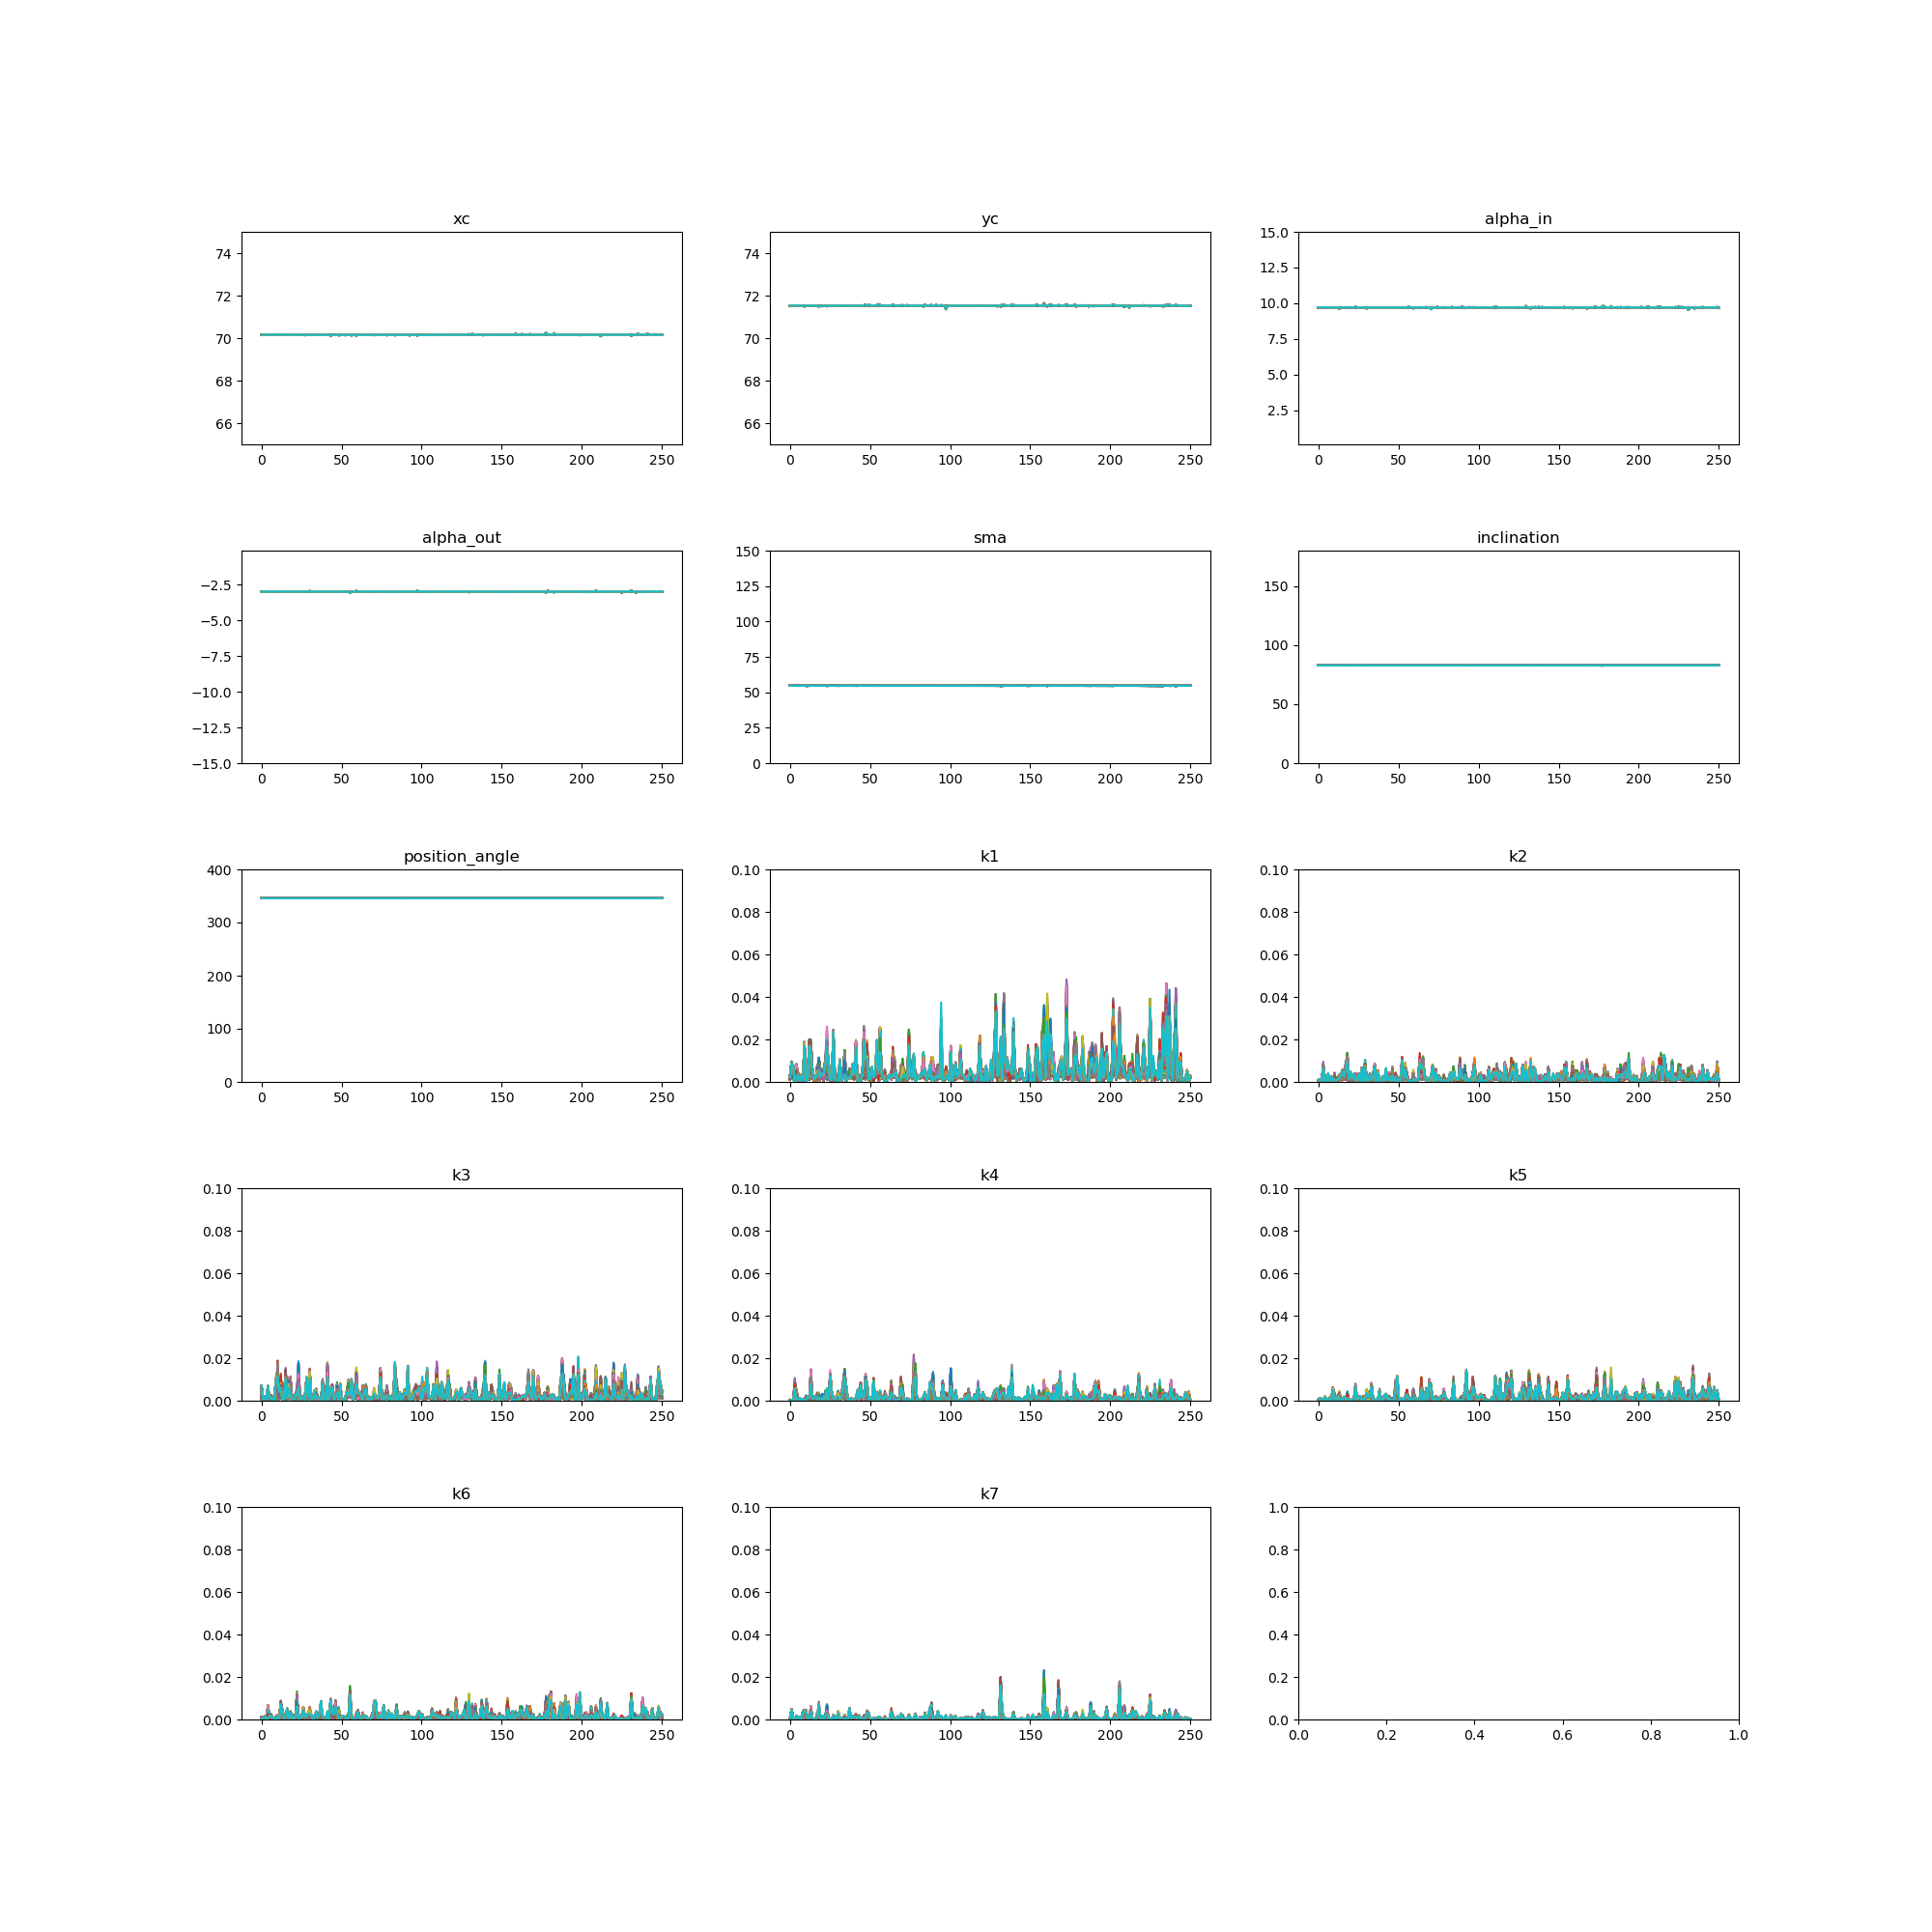 xc yc alpha_in
74 74 15.0
72 72 12.5
70 70 10.0
68 68 7.5
66 66 5.0
2.5
0 50 100 150 200 250 0 50 100 150 200 250 0 50 100 150 200 250
alpha_out sma inclination
−2.5 150 150
−5.0 125 100
−7.5 100 50
−10.0 75 0
−12.5 50
−15.0 25
0
0 50 100 150 200 250 0 50 100 150 200 250 0 50 100 150 200 250
position_angle k1 k2
400 0.10 0.10
300 0.08 0.08
200 0.06 0.06
100 0.04 0.04
0 0.02 0.02
0.00 0.00
0 50 100 150 200 250 0 50 100 150 200 250 0 50 100 150 200 250
k3 k4 k5
0.10 0.10 0.10
0.08 0.08 0.08
0.06 0.06 0.06
0.04 0.04 0.04
0.02 0.02 0.02
0.00 0.00 0.00
0 50 100 150 200 250 0 50 100 150 200 250 0 50 100 150 200 250
k6 k7
0.10 0.10 1.0
0.08 0.08 0.8
0.06 0.06 0.6
0.04 0.04 0.4
0.02 0.02 0.2
0.00 0.00 0.0
0 50 100 150 200 250 0 50 100 150 200 250 0.0 0.2 0.4 0.6 0.8 1.0